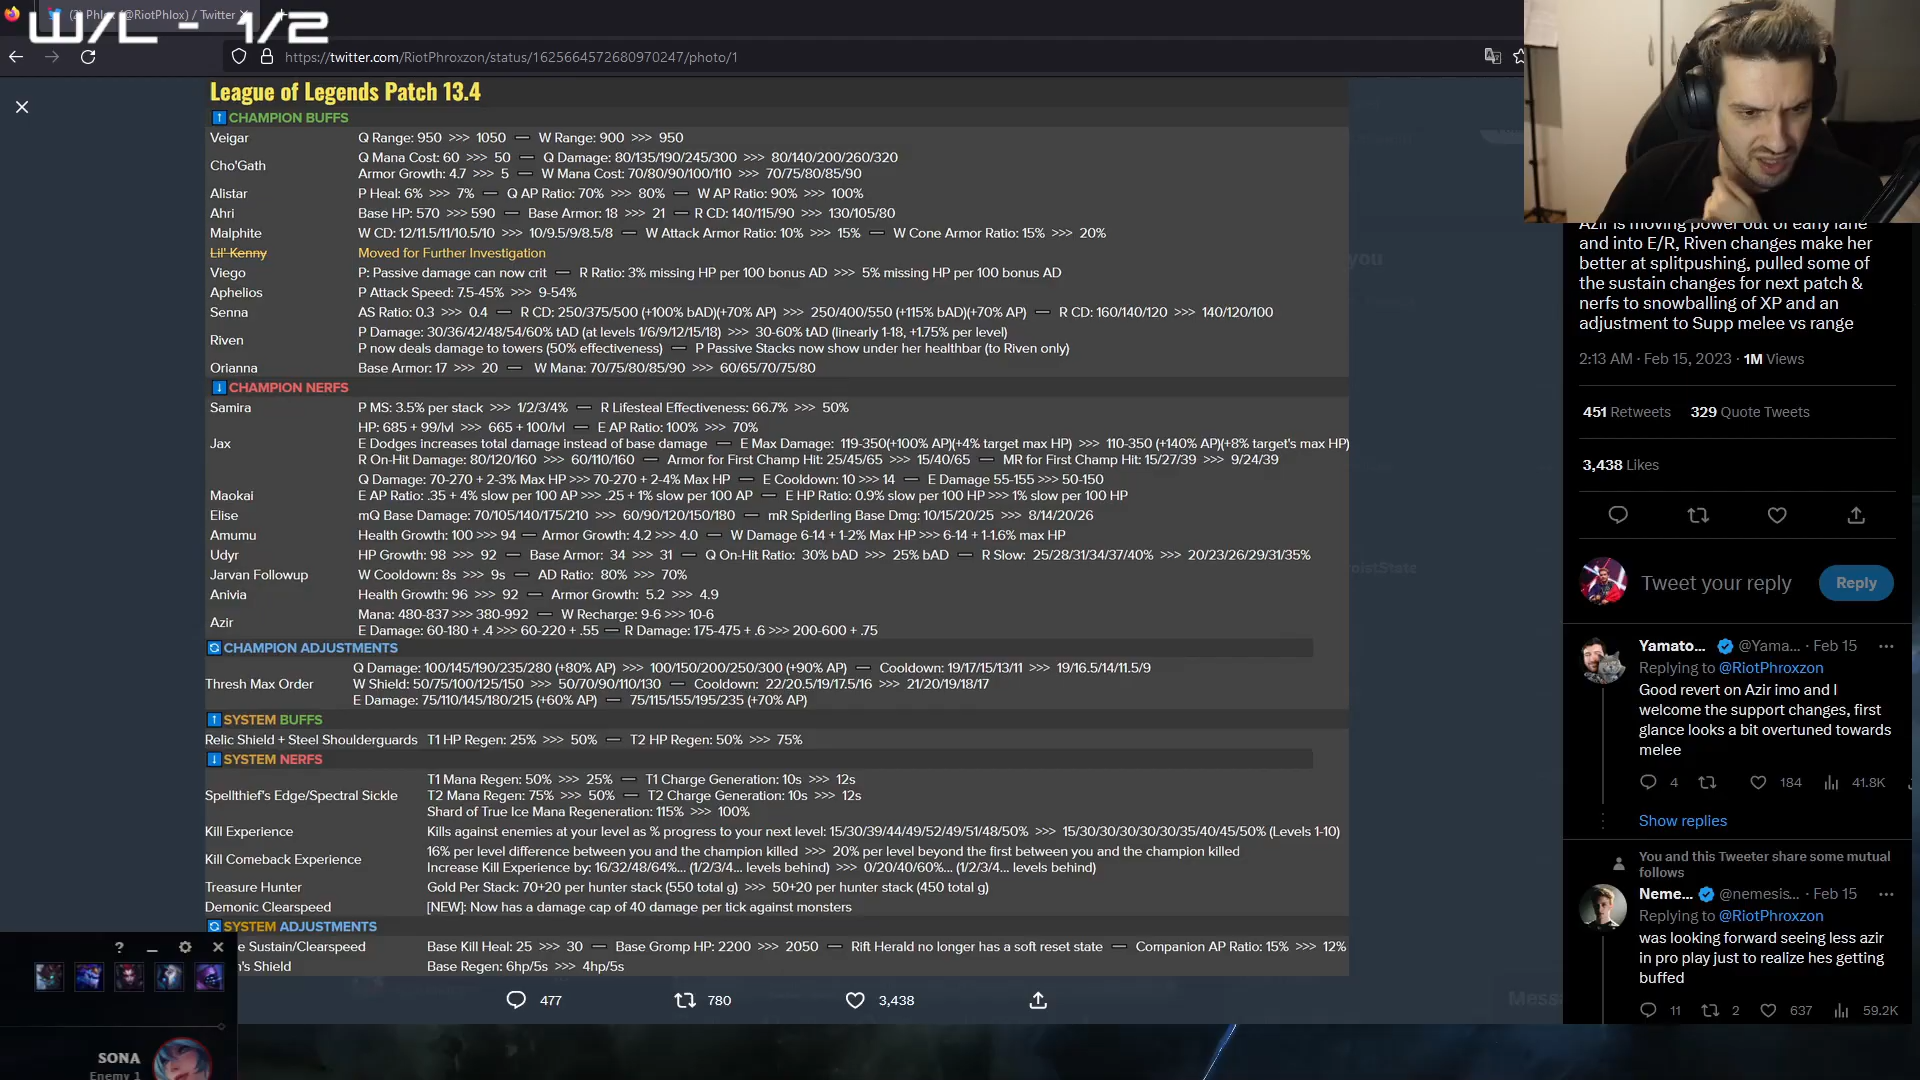 (2) Phlox (@RiotPhlox) / Twitter
W/L - 1/2
https://twitter.com/RiotPhroxzon/status/1625664572680970247/photo/1
League of Legends Patch 13.4
CHAMPION BUFFS
Veigar Q Range: 950 >>> 1050 — W Range: 900 >>> 950
Cho'Gath Q Mana Cost: 60 >>> 50 — Q Damage: 80/135/190/245/300 >>> 80/140/200/260/320
Armor Growth: 4.7 >>> 5 — W Mana Cost: 70/80/90/100/110 >>> 70/75/80/85/90
Alistar P Heal: 6% >>> 7% — Q AP Ratio: 70% >>> 80% — W AP Ratio: 90% >>> 100%
Ahri Base HP: 570 >>> 590 — Base Armor: 18 >>> 21 — R CD: 140/115/90 >>> 130/105/80
Malphite W CD: 12/11.5/11/10.5/10 >>> 10/9.5/9/8.5/8 — W Attack Armor Ratio: 10% >>> 15% — W Cone Armor Ratio: 15% >>> 20%
Lil' Kenny Moved for Further Investigation
Viego P: Passive damage can now crit — R Ratio: 3% missing HP per 100 bonus AD >>> 5% missing HP per 100 bonus AD
Aphelios P Attack Speed: 7.5-45% >>> 9-54%
Senna AS Ratio: 0.3 >>> 0.4 — R CD: 250/375/500 (+100% bAD)(+70% AP) >>> 250/400/550 (+115% bAD)(+70% AP) — R CD: 160/140/120 >>> 140/120/100
Riven P Damage: 30/36/42/48/54/60% tAD (at levels 1/6/9/12/15/18) >>> 30-60% tAD (linearly 1-18, +1.75% per level)
P now deals damage to towers (50% effectiveness) — P Passive Stacks now show under her healthbar (to Riven only)
Orianna Base Armor: 17 >>> 20 — W Mana: 70/75/80/85/90 >>> 60/65/70/75/80
CHAMPION NERFS
Samira P MS: 3.5% per stack >>> 1/2/3/4% — R Lifesteal Effectiveness: 66.7% >>> 50%
Jax HP: 685 + 99/lvl >>> 665 + 100/lvl — E AP Ratio: 100% >>> 70%
E Dodges increases total damage instead of base damage — E Max Damage: 119-350(+100% AP)(+4% target max HP) >>> 110-350 (+140% AP)(+8% target's max HP)
R On-Hit Damage: 80/120/160 >>> 60/110/160 — Armor for First Champ Hit: 25/45/65 >>> 15/40/65 — MR for First Champ Hit: 15/27/39 >>> 9/24/39
Maokai Q Damage: 70-270 + 2-3% Max HP >>> 70-270 + 2-4% Max HP — E Cooldown: 10 >>> 14 — E Damage 55-155 >>> 50-150
E AP Ratio: .35 + 4% slow per 100 AP >>> .25 + 1% slow per 100 AP — E HP Ratio: 0.9% slow per 100 HP >>> 1% slow per 100 HP
Elise mQ Base Damage: 70/105/140/175/210 >>> 60/90/120/150/180 — mR Spiderling Base Dmg: 10/15/20/25 >>> 8/14/20/26
Amumu Health Growth: 100 >>> 94 — Armor Growth: 4.2 >>> 4.0 — W Damage 6-14 + 1-2% Max HP >>> 6-14 + 1-1.6% max HP
Udyr HP Growth: 98 >>> 92 — Base Armor: 34 >>> 31 — Q On-Hit Ratio: 30% bAD >>> 25% bAD — R Slow: 25/28/31/34/37/40% >>> 20/23/26/29/31/35%
Jarvan Followup W Cooldown: 8s >>> 9s — AD Ratio: 80% >>> 70%
Anivia Health Growth: 96 >>> 92 — Armor Growth: 5.2 >>> 4.9
Azir Mana: 480-837 >>> 380-992 — W Recharge: 9-6 >>> 10-6
E Damage: 60-180 + .4 >>> 60-220 + .55 — R Damage: 175-475 + .6 >>> 200-600 + .75
CHAMPION ADJUSTMENTS
Thresh Max Order Q Damage: 100/145/190/235/280 (+80% AP) >>> 100/150/200/250/300 (+90% AP) — Cooldown: 19/17/15/13/11 >>> 19/16.5/14/11.5/9
W Shield: 50/75/100/125/150 >>> 50/70/90/110/130 — Cooldown: 22/20.5/19/17.5/16 >>> 21/20/19/18/17
E Damage: 75/110/145/180/215 (+60% AP) — 75/115/155/195/235 (+70% AP)
SYSTEM BUFFS
Relic Shield + Steel Shoulderguards T1 HP Regen: 25% >>> 50% — T2 HP Regen: 50% >>> 75%
SYSTEM NERFS
Spellthief's Edge/Spectral Sickle T1 Mana Regen: 50% >>> 25% — T1 Charge Generation: 10s >>> 12s
T2 Mana Regen: 75% >>> 50% — T2 Charge Generation: 10s >>> 12s
Shard of True Ice Mana Regeneration: 115% >>> 100%
Kill Experience Kills against enemies at your level as % progress to your next level: 15/30/39/44/49/52/49/51/48/50% >>> 15/30/30/30/30/30/35/40/45/50% (Levels 1-10)
Kill Comeback Experience 16% per level difference between you and the champion killed >>> 20% per level beyond the first between you and the champion killed
Increase Kill Experience by: 16/32/48/64%... (1/2/3/4... levels behind) >>> 0/20/40/60%... (1/2/3/4... levels behind)
Treasure Hunter Gold Per Stack: 70+20 per hunter stack (550 total g) >>> 50+20 per hunter stack (450 total g)
Demonic Clearspeed [NEW]: Now has a damage cap of 40 damage per tick against monsters
SYSTEM ADJUSTMENTS
e Sustain/Clearspeed Base Kill Heal: 25 >>> 30 — Base Gromp HP: 2200 >>> 2050 — Rift Herald no longer has a soft reset state — Companion AP Ratio: 15% >>> 12%
n's Shield Base Regen: 6hp/5s >>> 4hp/5s
477 780 3,438
SONA
Enemy 1
Azir is moving power out of early lane
and into E/R, Riven changes make her
better at splitpushing, pulled some of
the sustain changes for next patch &
nerfs to snowballing of XP and an
adjustment to Supp melee vs range
2:13 AM · Feb 15, 2023 · 1M Views
451 Retweets 329 Quote Tweets
3,438 Likes
Tweet your reply
Reply
Yamato... @Yama... · Feb 15
Replying to @RiotPhroxzon
Good revert on Azir imo and I
welcome the support changes, first
glance looks a bit overtuned towards
melee
4 184 41.8K
Show replies
You and this Tweeter share some mutual
follows
Neme... @nemesis... · Feb 15
Replying to @RiotPhroxzon
was looking forward seeing less azir
in pro play just to realize hes getting
buffed
11 2 637 59.2K